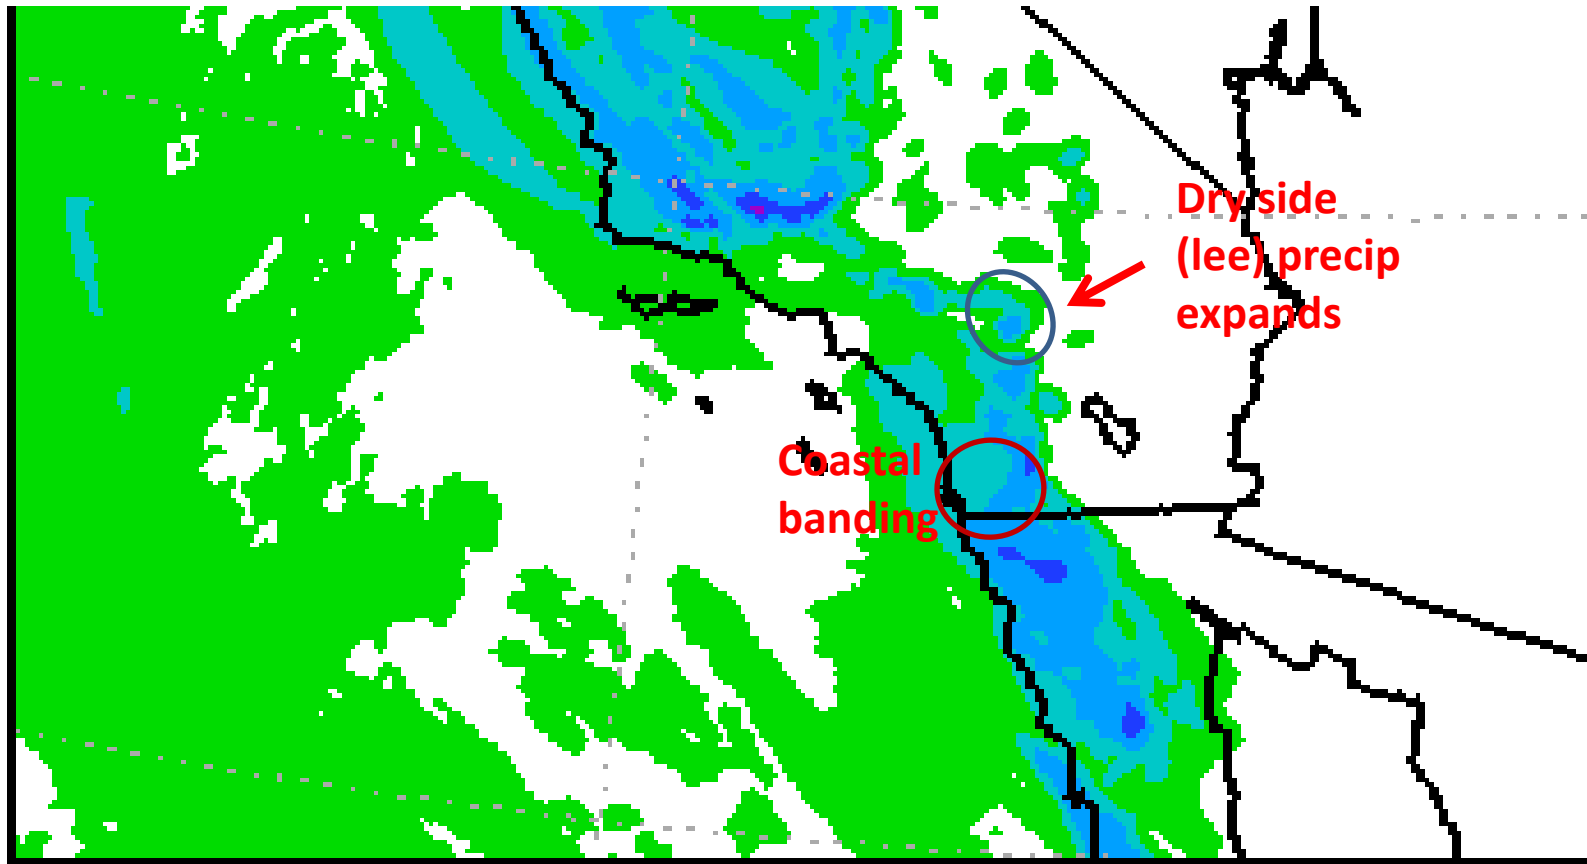 Dry side
(lee) precip
expands
Coastal
banding